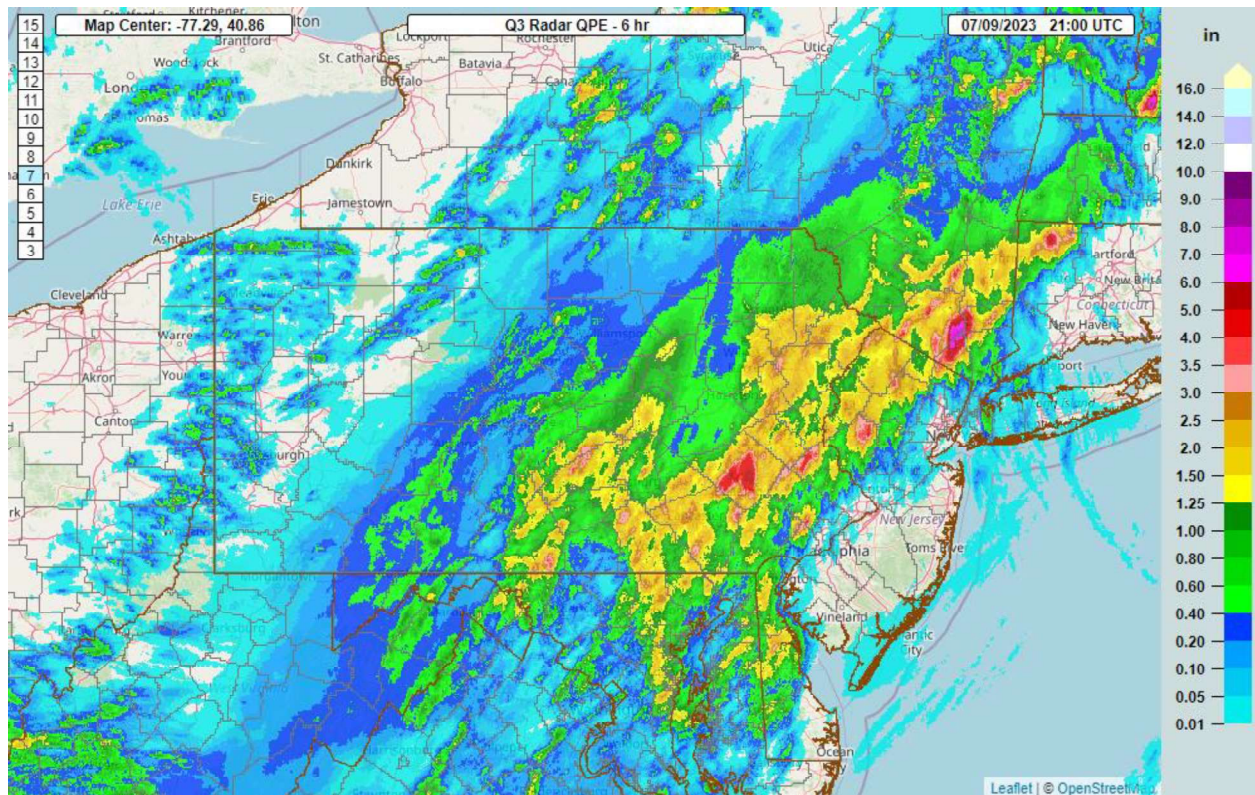 15
14
13
12
11
10
9
8
7
6
5
4
3
Map Center: -77.29, 40.86
Q3 Radar QPE - 6 hr
07/09/2023 21:00 UTC
in
16.0
14.0
12.0
10.0
9.0
8.0
7.0
6.0
5.0
4.0
3.5
3.0
2.5
2.0
1.50
1.25
1.00
0.80
0.60
0.40
0.20
0.10
0.05
0.01
Kitchener
Brantford
Woodstock
St. Catharines
Lockport
Rochester
Batavia
Utica
Buffalo
Dunkirk
Lake Erie
Erie
Jamestown
Cleveland
Akron
Canton
Connecticut
New Haven
New Jersey
Toms River
Vineland
Ocean
City
Clarksburg
Leaflet | © OpenStreetMap